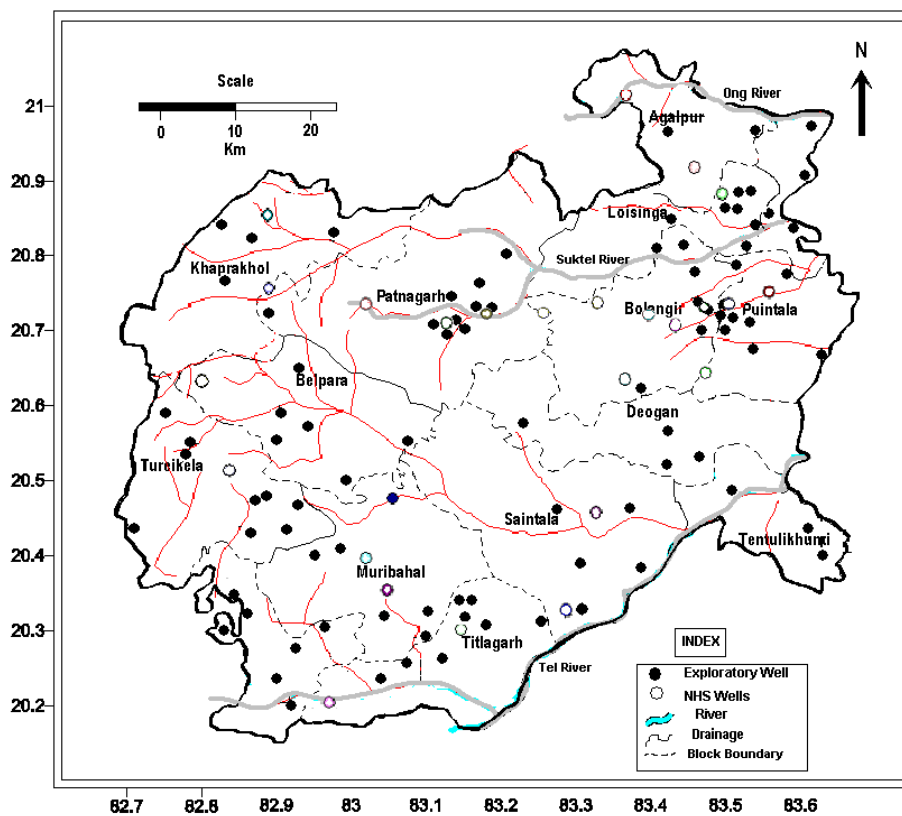 N
Scale
0 10 20
Km
Ong River
21
Agalpur
20.9
Loisinga
20.8
Suktel River
Khaprakhol
Patnagarh
Bolangir
Puintala
20.7
Belpara
20.6
Deogan
Tureikela
20.5
Saintala
20.4
Tentulikhunti
Muribahal
20.3
Titlagarh
INDEX
Tel River
Exploratory Well
NHS Wells
20.2
River
Drainage
Block Boundary
82.7 82.8 82.9 83 83.1 83.2 83.3 83.4 83.5 83.6